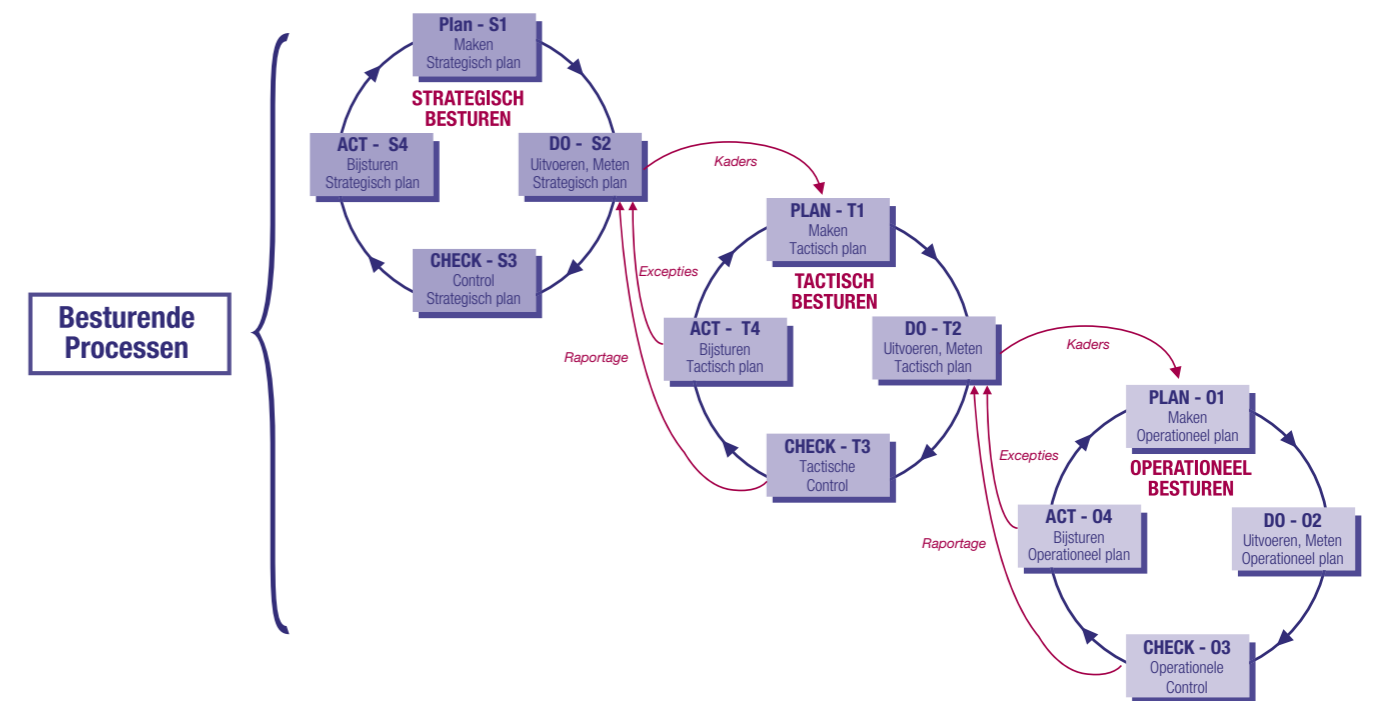 Besturende
Processen
Plan - S1
Maken
Strategisch plan
STRATEGISCH
BESTUREN
ACT - S4
Bijsturen
Strategisch plan
DO - S2
Uitvoeren, Meten
Strategisch plan
CHECK - S3
Control
Strategisch plan
Kaders
Excepties
Raportage
PLAN - T1
Maken
Tactisch plan
TACTISCH
BESTUREN
ACT - T4
Bijsturen
Tactisch plan
DO - T2
Uitvoeren, Meten
Tactisch plan
CHECK - T3
Tactische
Control
Kaders
Excepties
Raportage
PLAN - O1
Maken
Operationeel plan
OPERATIONEEL
BESTUREN
ACT - O4
Bijsturen
Operationeel plan
DO - O2
Uitvoeren, Meten
Operationeel plan
CHECK - O3
Operationele
Control